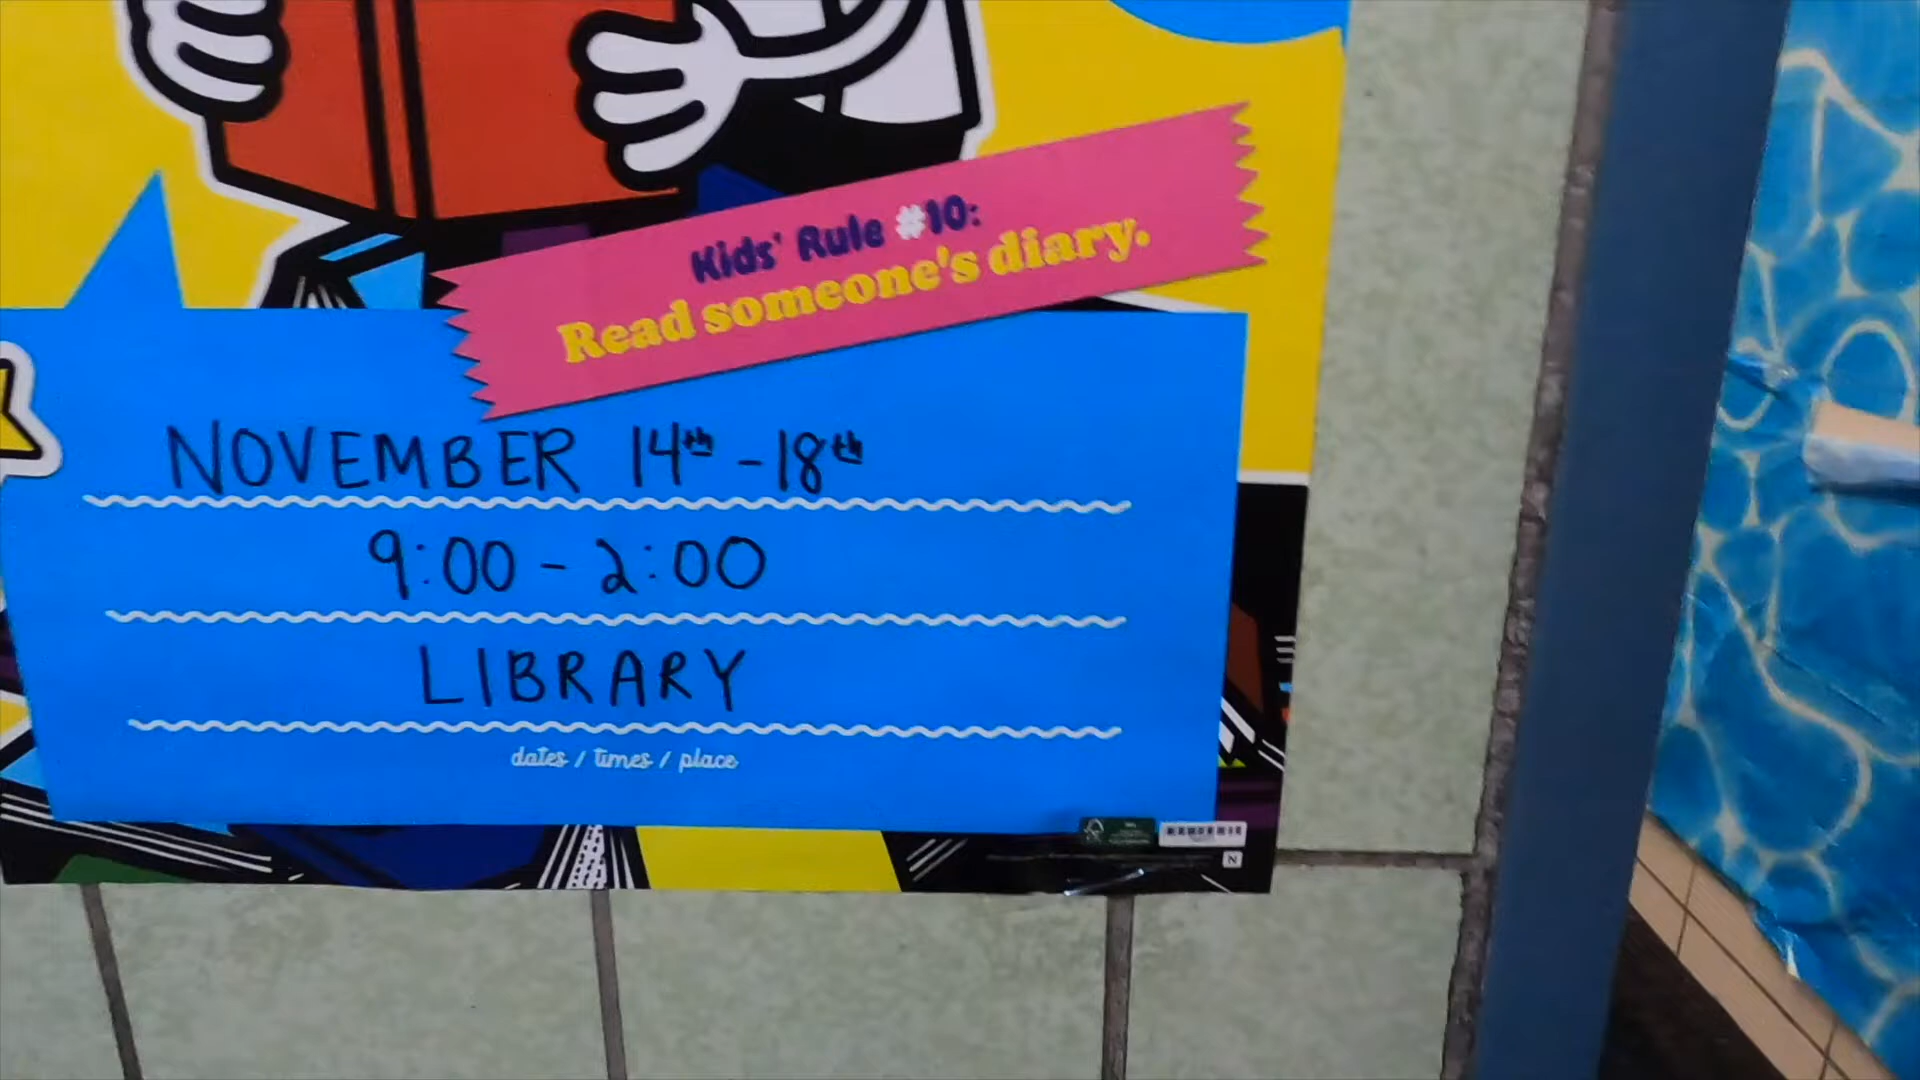 Kids' Rule #10:
Read someone's diary.
NOVEMBER 14th - 18th
9:00 - 2:00
LIBRARY
dates / times / place
N